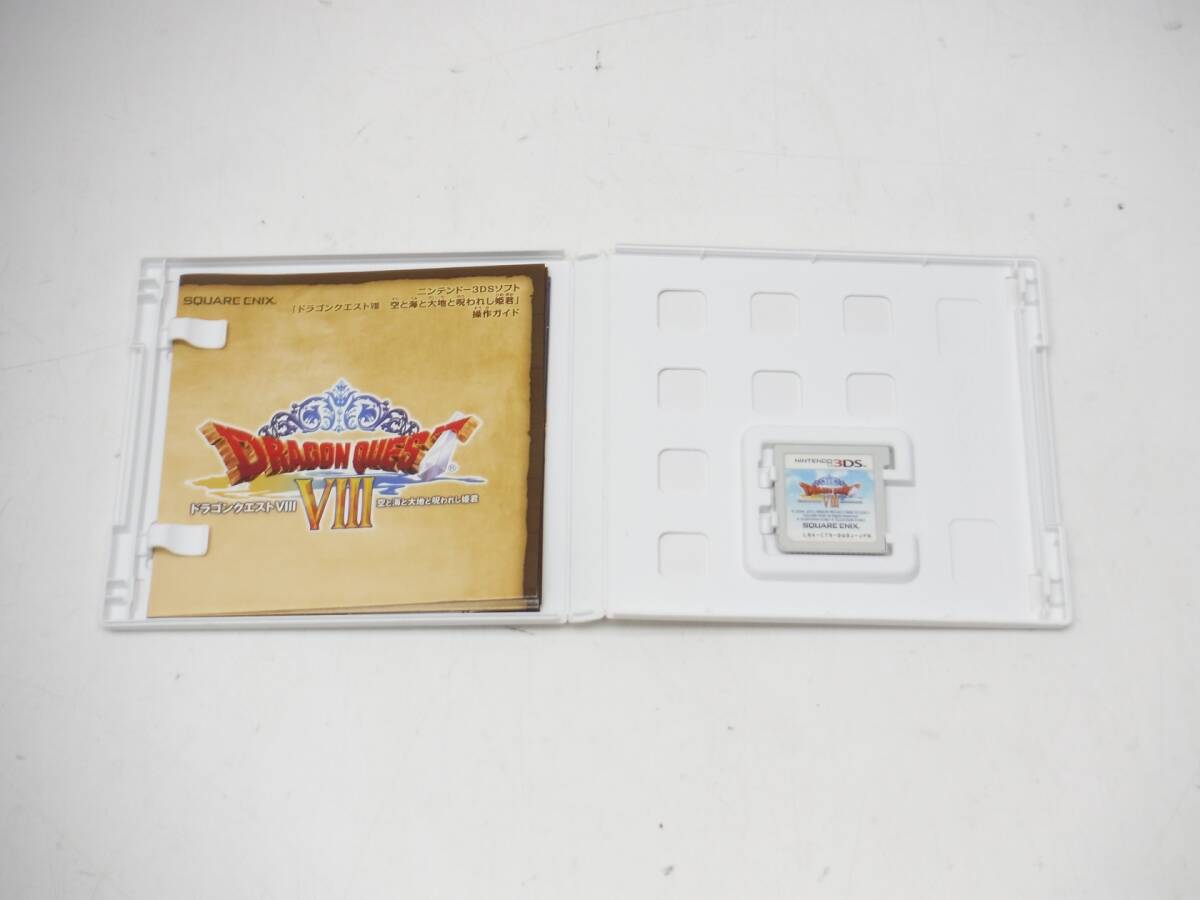 SQUARE ENIX.
ニンテンドー3DSソフト
「ドラゴンクエストVIII 空と海と大地と呪われし姫君」
操作ガイド
DRAGON QUEST
VIII
®
ドラゴンクエストVIII 空と海と大地と呪われし姫君
NINTENDO 3DS
DRAGON QUEST
VIII
SQUARE ENIX